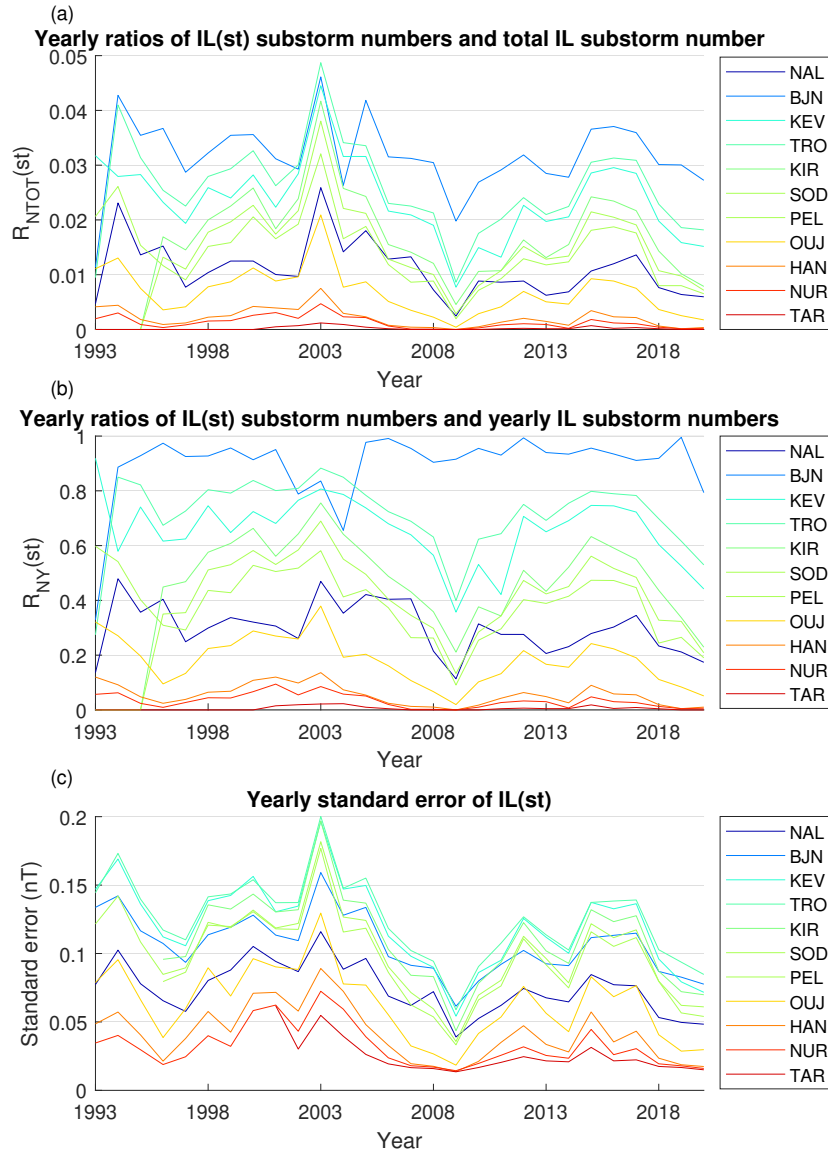 (a)
Yearly ratios of IL(st) substorm numbers and total IL substorm number
0.05
0.04
0.03
0.02
0.01
0
R_NTOT(st)
1993
1998
2003
2008
2013
2018
Year
NAL
BJN
KEV
TRO
KIR
SOD
PEL
OUJ
HAN
NUR
TAR
(b)
Yearly ratios of IL(st) substorm numbers and yearly IL substorm numbers
1
0.8
0.6
0.4
0.2
0
R_NY(st)
1993
1998
2003
2008
2013
2018
Year
NAL
BJN
KEV
TRO
KIR
SOD
PEL
OUJ
HAN
NUR
TAR
(c)
Yearly standard error of IL(st)
0.2
0.15
0.1
0.05
0
Standard error (nT)
1993
1998
2003
2008
2013
2018
Year
NAL
BJN
KEV
TRO
KIR
SOD
PEL
OUJ
HAN
NUR
TAR